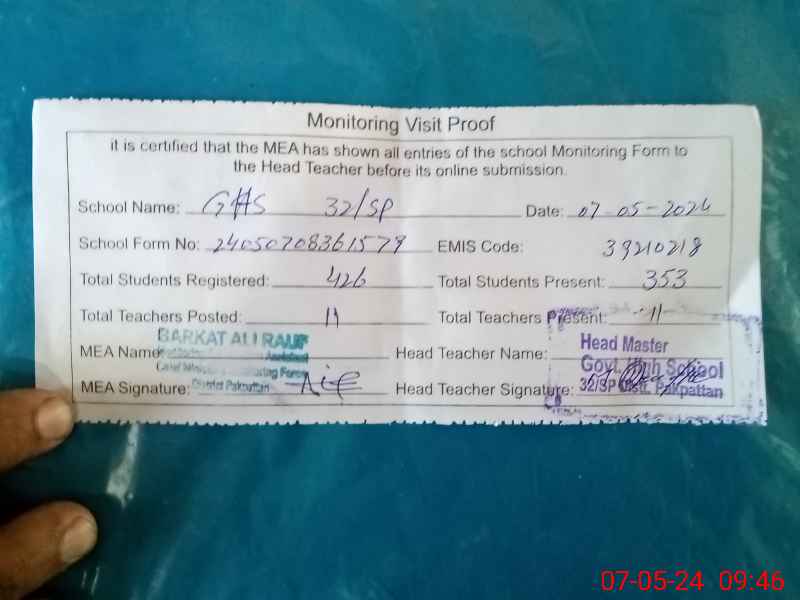 Monitoring Visit Proof
it is certified that the MEA has shown all entries of the school Monitoring Form to
the Head Teacher before its online submission.
School Name: GHS 32/SP Date: 07-05-2024
School Form No: 24050708361579 EMIS Code: 39210218
Total Students Registered: 426 Total Students Present: 353
Total Teachers Posted: 11 Total Teachers Present: 11
BARKAT ALI RAUF
MEA Name: Assistant Head Teacher Name: Head Master
Govt. High School
MEA Signature: District Pakpattan Head Teacher Signature: 32/SP Distt. Pakpattan
07-05-24 09:46